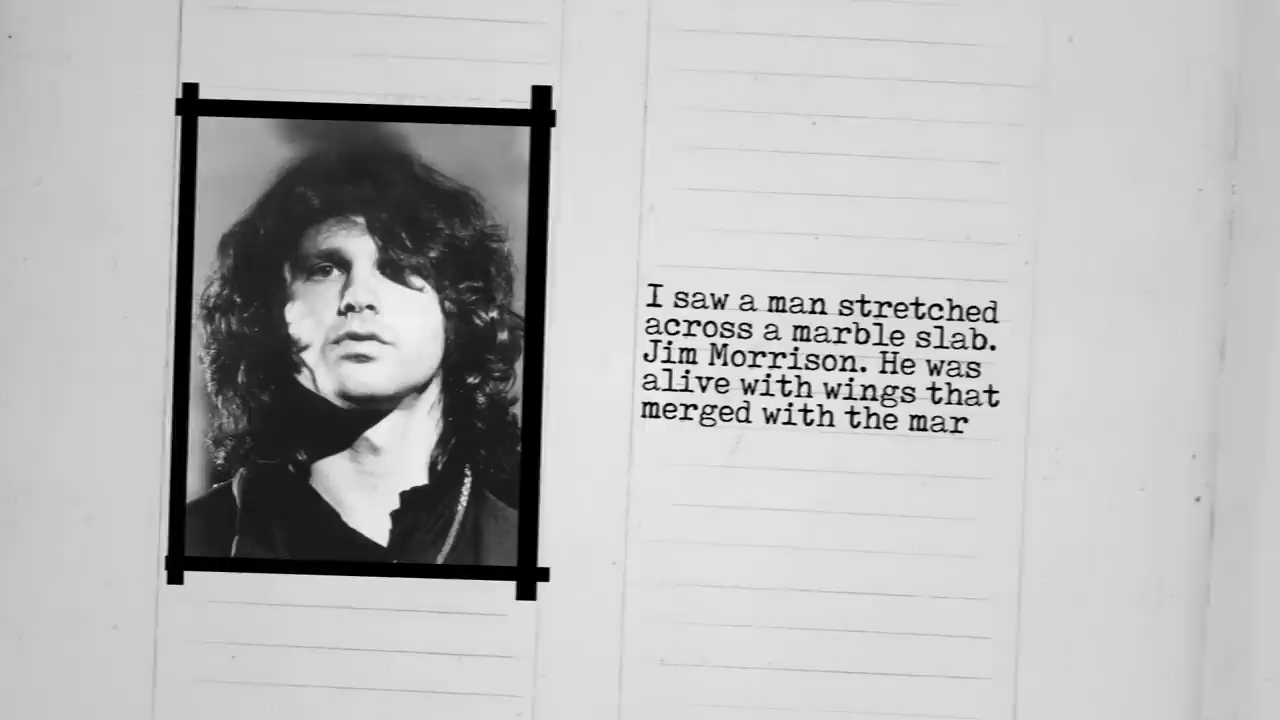 I saw a man stretched
across a marble slab.
Jim Morrison. He was
alive with wings that
merged with the mar